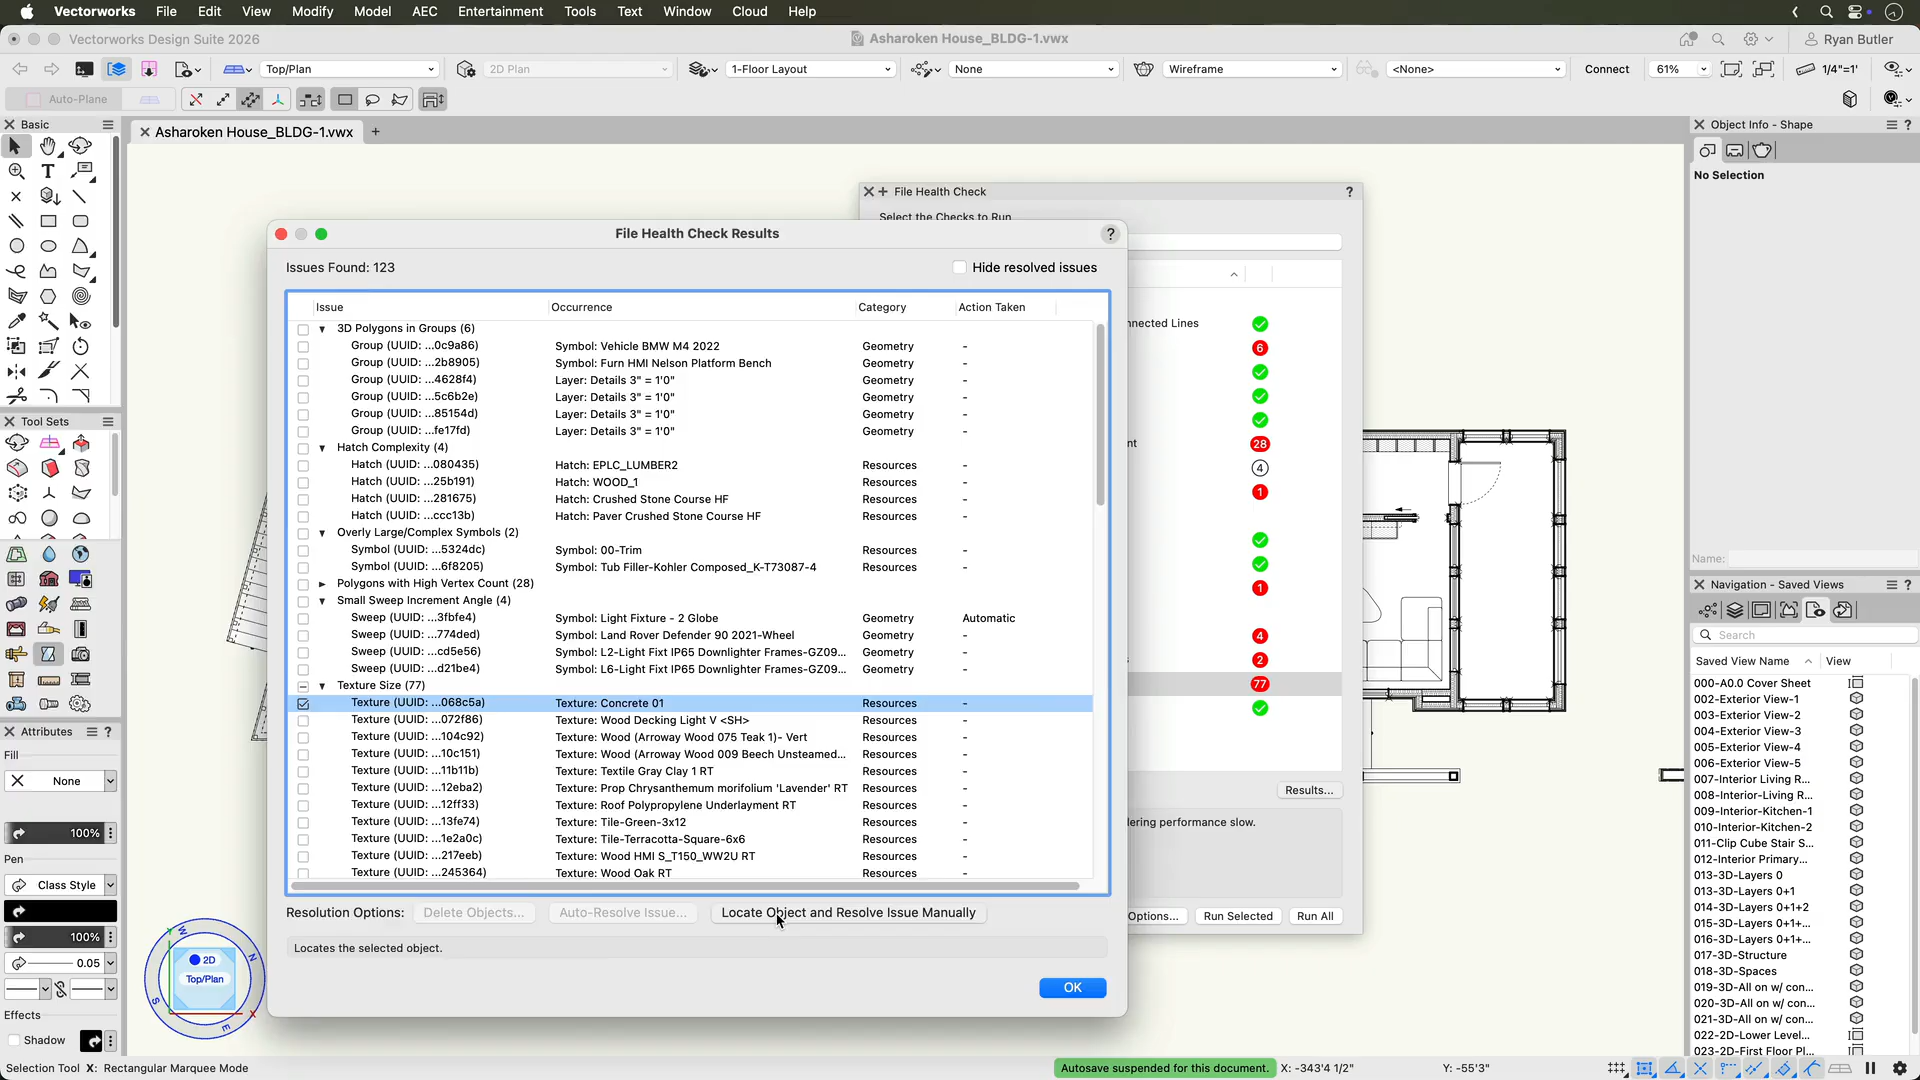 Vectorworks File Edit View Modify Model AEC Entertainment Tools Text Window Cloud Help
Vectorworks Design Suite 2026
Asharoken House_BLDG-1.vwx
Ryan Butler
Top/Plan
2D Plan
1-Floor Layout
None
Wireframe
<None>
Connect
61%
1/4"=1'
Auto-Plane
Basic
Asharoken House_BLDG-1.vwx
Object Info - Shape
No Selection
Name:
Tool Sets
Attributes
Fill
None
100%
Pen
Class Style
100%
0.05
Effects
Shadow
File Health Check
Select the Checks to Run
nnected Lines
6
nt
28
4
1
1
4
2
77
Results...
dering performance slow.
Options...
Run Selected
Run All
File Health Check Results
Issues Found: 123
Hide resolved issues
Issue Occurrence Category Action Taken
3D Polygons in Groups (6)
Group (UUID: ...0c9a86) Symbol: Vehicle BMW M4 2022 Geometry -
Group (UUID: ...2b8905) Symbol: Furn HMI Nelson Platform Bench Geometry -
Group (UUID: ...4628f4) Layer: Details 3" = 1'0" Geometry -
Group (UUID: ...5c6b2e) Layer: Details 3" = 1'0" Geometry -
Group (UUID: ...85154d) Layer: Details 3" = 1'0" Geometry -
Group (UUID: ...fe17fd) Layer: Details 3" = 1'0" Geometry -
Hatch Complexity (4)
Hatch (UUID: ...080435) Hatch: EPLC_LUMBER2 Resources -
Hatch (UUID: ...25b191) Hatch: WOOD_1 Resources -
Hatch (UUID: ...281675) Hatch: Crushed Stone Course HF Resources -
Hatch (UUID: ...ccc13b) Hatch: Paver Crushed Stone Course HF Resources -
Overly Large/Complex Symbols (2)
Symbol (UUID: ...5324dc) Symbol: 00-Trim Resources -
Symbol (UUID: ...6f8205) Symbol: Tub Filler-Kohler Composed_K-T73087-4 Resources -
Polygons with High Vertex Count (28)
Small Sweep Increment Angle (4)
Sweep (UUID: ...3fbfe4) Symbol: Light Fixture - 2 Globe Geometry Automatic
Sweep (UUID: ...774ded) Symbol: Land Rover Defender 90 2021-Wheel Geometry -
Sweep (UUID: ...cd5e56) Symbol: L2-Light Fixt IP65 Downlighter Frames-GZ09... Geometry -
Sweep (UUID: ...d21be4) Symbol: L6-Light Fixt IP65 Downlighter Frames-GZ09... Geometry -
Texture Size (77)
Texture (UUID: ...068c5a) Texture: Concrete 01 Resources -
Texture (UUID: ...072f86) Texture: Wood Decking Light V <SH> Resources -
Texture (UUID: ...104c92) Texture: Wood (Arroway Wood 075 Teak 1)- Vert Resources -
Texture (UUID: ...10c151) Texture: Wood (Arroway Wood 009 Beech Unsteamed... Resources -
Texture (UUID: ...11b11b) Texture: Textile Gray Clay 1 RT Resources -
Texture (UUID: ...12eba2) Texture: Prop Chrysanthemum morifolium 'Lavender' RT Resources -
Texture (UUID: ...12ff33) Texture: Roof Polypropylene Underlayment RT Resources -
Texture (UUID: ...13fe74) Texture: Tile-Green-3x12 Resources -
Texture (UUID: ...1e2a0c) Texture: Tile-Terracotta-Square-6x6 Resources -
Texture (UUID: ...217eeb) Texture: Wood HMI S_T150_WW2U RT Resources -
Texture (UUID: ...245364) Texture: Wood Oak RT Resources -
Resolution Options: Delete Objects... Auto-Resolve Issue... Locate Object and Resolve Issue Manually
Locates the selected object.
OK
Navigation - Saved Views
Search
Saved View Name View
000-A0.0 Cover Sheet
002-Exterior View-1
003-Exterior View-2
004-Exterior View-3
005-Exterior View-4
006-Exterior View-5
007-Interior Living R...
008-Interior-Living R...
009-Interior-Kitchen-1
010-Interior-Kitchen-2
011-Clip Cube Stair S...
012-Interior Primary...
013-3D-Layers 0
013-3D-Layers 0+1
014-3D-Layers 0+1+2
015-3D-Layers 0+1+...
016-3D-Layers 0+1+...
017-3D-Structure
018-3D-Spaces
019-3D-All on w/ con...
020-3D-All on w/ con...
021-3D-All on w/ con...
022-2D-Lower Level...
023-2D-First Floor Pl...
2D
Top/Plan
W
N
S
E
Y
X
Selection Tool X: Rectangular Marquee Mode
Autosave suspended for this document.
X: -343'4 1/2"
Y: -55'3"